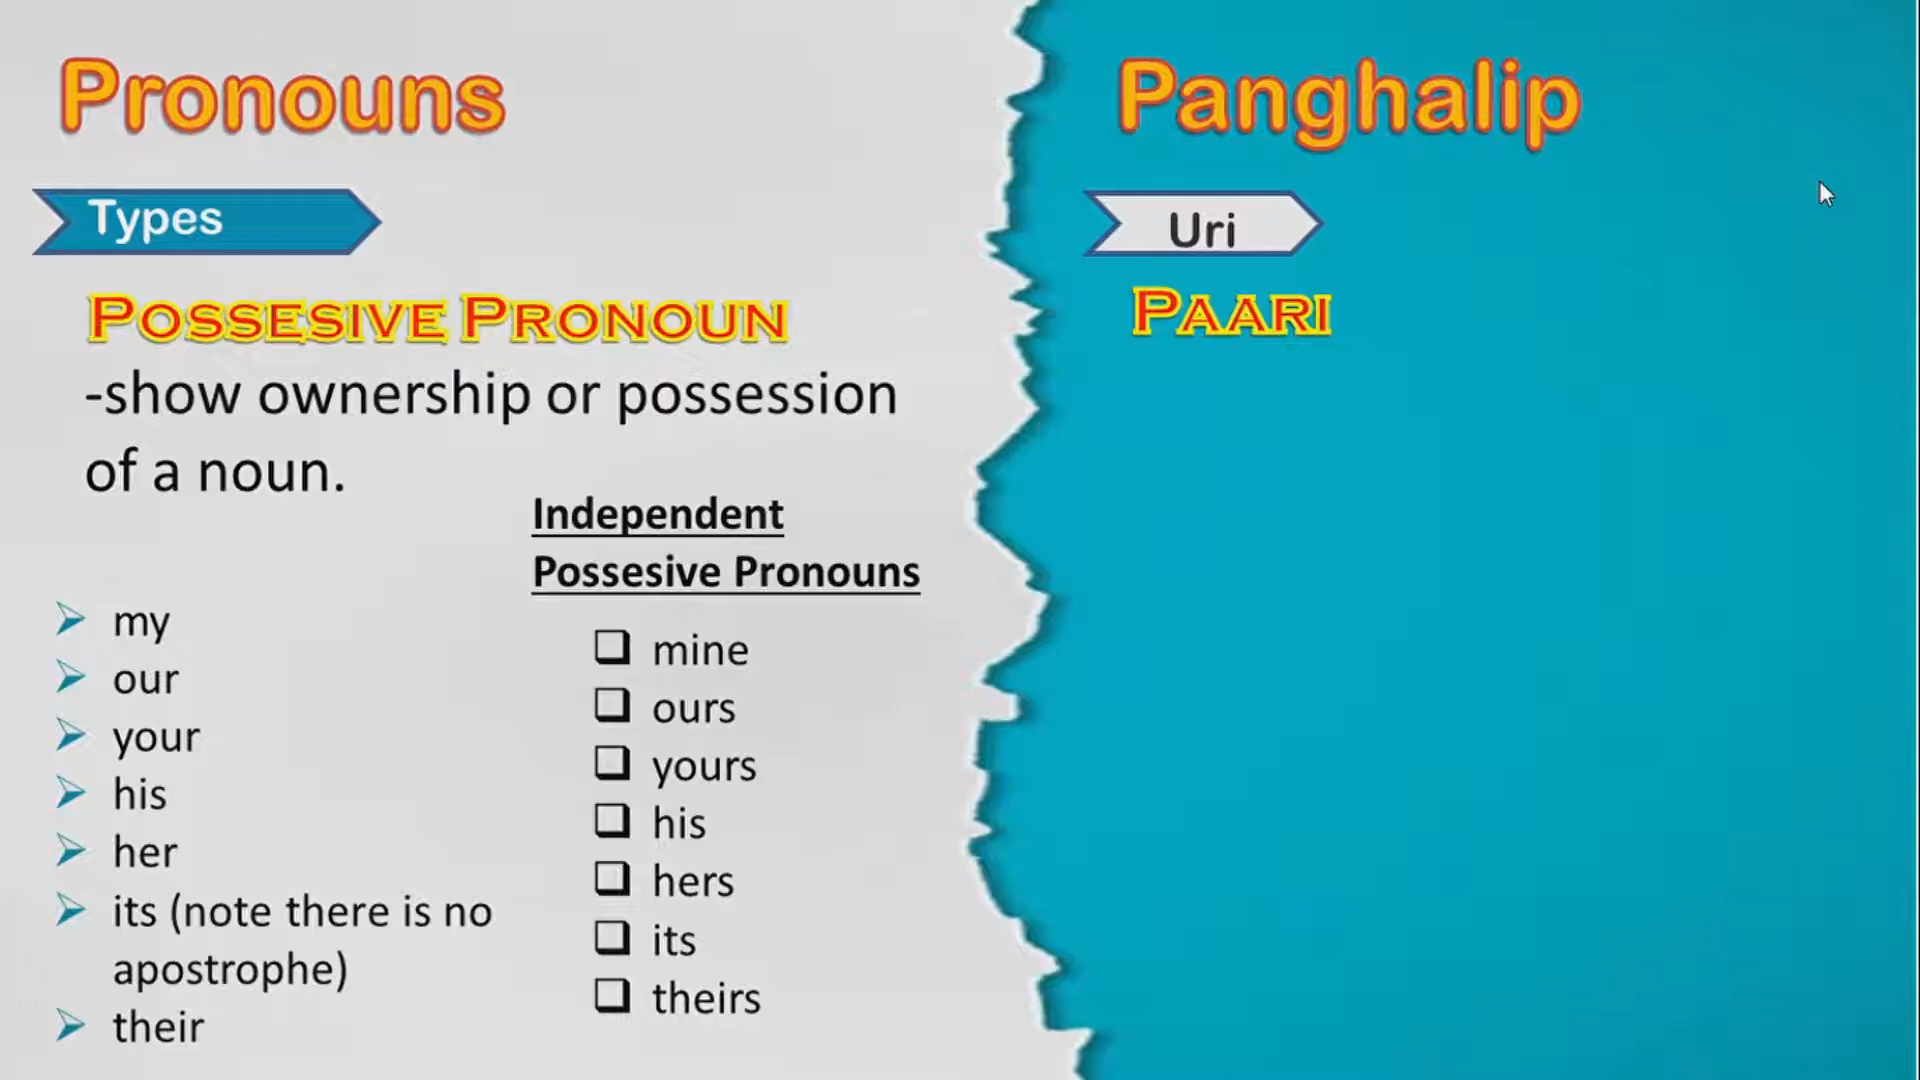 Pronouns
Types
POSSESIVE PRONOUN
-show ownership or possession
of a noun.
my
our
your
his
her
its (note there is no
apostrophe)
their
Independent
Possesive Pronouns
mine
ours
yours
his
hers
its
theirs
Panghalip
Uri
PAARI